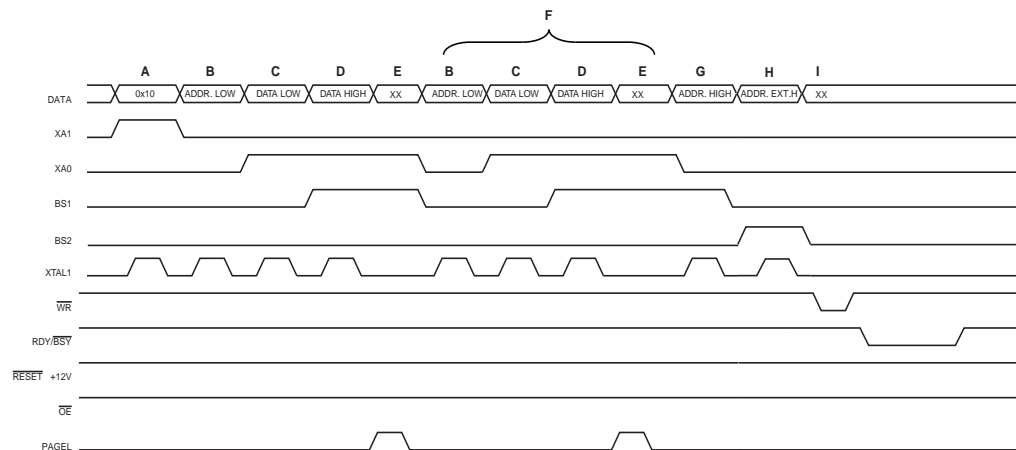 F
A B C D E B C D E G H I
DATA 0x10 ADDR. LOW DATA LOW DATA HIGH XX ADDR. LOW DATA LOW DATA HIGH XX ADDR. HIGH ADDR. EXT.H XX
XA1
XA0
BS1
BS2
XTAL1
WR
RDY/BSY
RESET +12V
OE
PAGEL